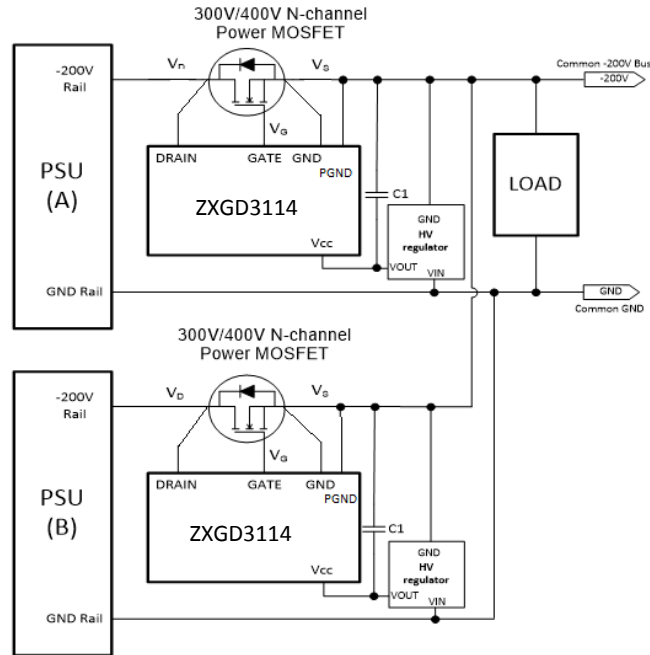 300V/400V N-channel
Power MOSFET
-200V
Rail
VD
VS
Common -200V Bus
-200V
VG
DRAIN
GATE
GND
PGND
PSU
(A)
ZXGD3114
C1
LOAD
GND
HV
regulator
Vcc
VOUT
VIN
GND Rail
GND
Common GND
300V/400V N-channel
Power MOSFET
-200V
Rail
VD
VS
VG
DRAIN
GATE
GND
PGND
PSU
(B)
ZXGD3114
C1
GND
HV
regulator
Vcc
VOUT
VIN
GND Rail